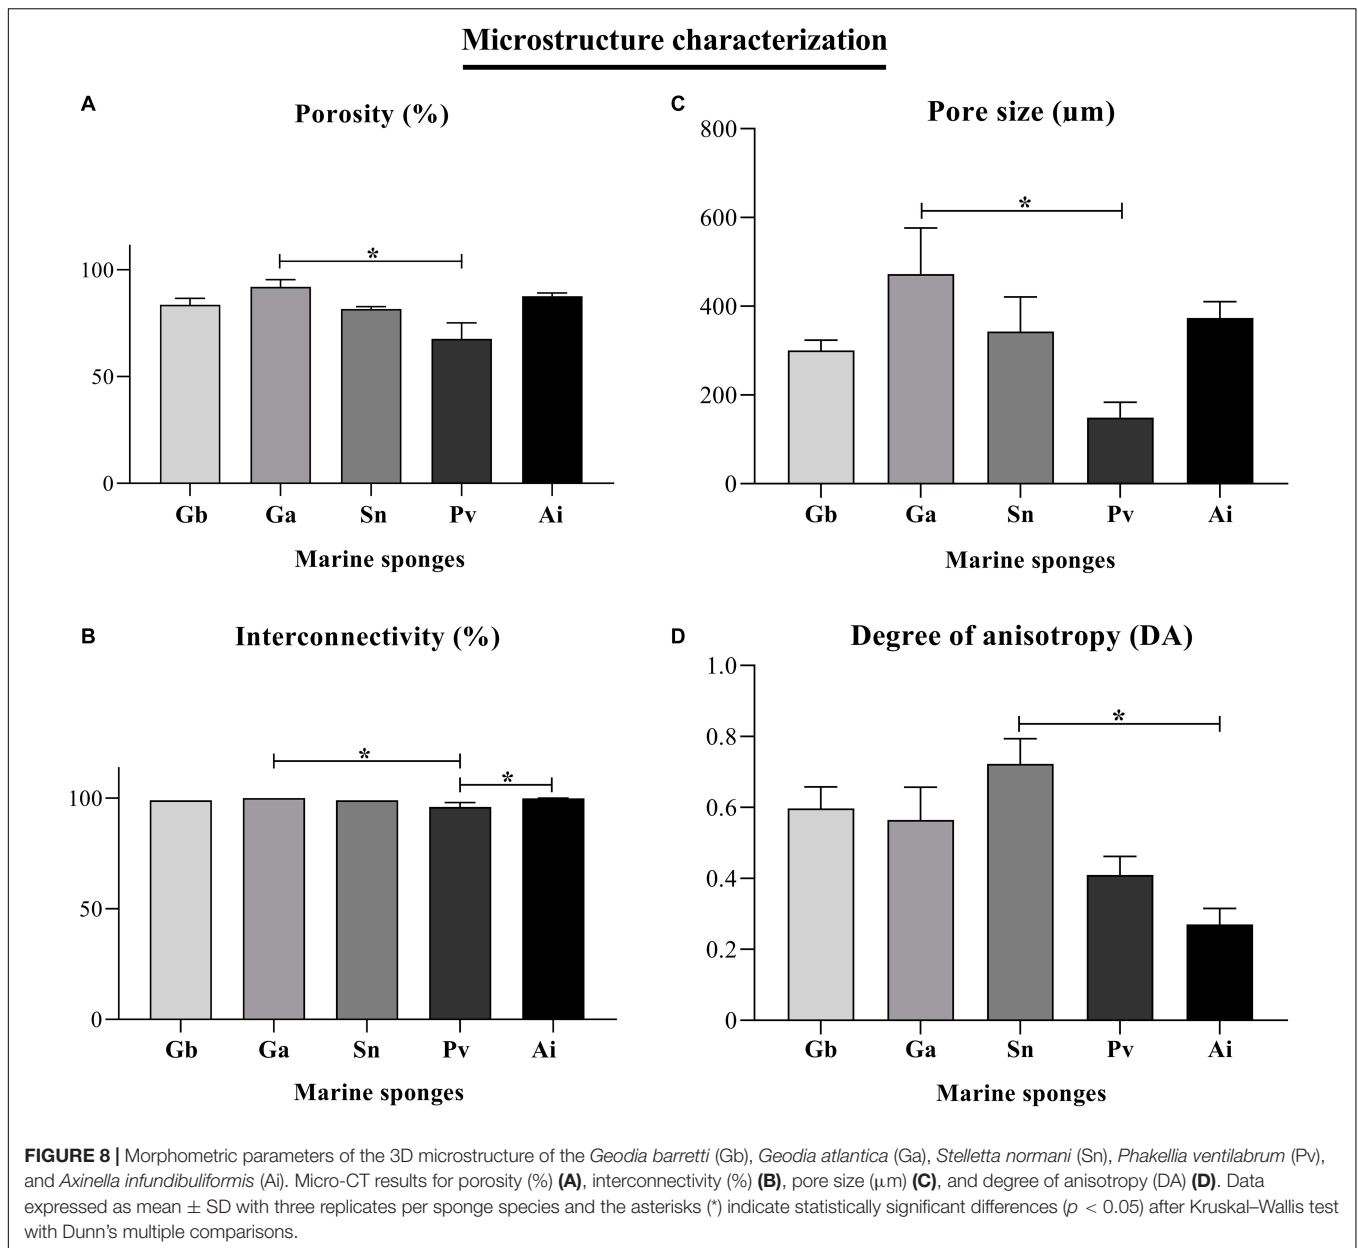 Microstructure characterization
A
Porosity (%)
100
50
0
*
Gb Ga Sn Pv Ai
Marine sponges
C
Pore size (μm)
800
600
400
200
0
*
Gb Ga Sn Pv Ai
Marine sponges
B
Interconnectivity (%)
100
50
0
*
*
Gb Ga Sn Pv Ai
Marine sponges
D
Degree of anisotropy (DA)
1.0
0.8
0.6
0.4
0.2
0
*
Gb Ga Sn Pv Ai
Marine sponges
FIGURE 8 | Morphometric parameters of the 3D microstructure of the Geodia barretti (Gb), Geodia atlantica (Ga), Stelletta normani (Sn), Phakellia ventilabrum (Pv),
and Axinella infundibuliformis (Ai). Micro-CT results for porosity (%) (A), interconnectivity (%) (B), pore size (μm) (C), and degree of anisotropy (DA) (D). Data
expressed as mean ± SD with three replicates per sponge species and the asterisks (*) indicate statistically significant differences (p < 0.05) after Kruskal–Wallis test
with Dunn's multiple comparisons.